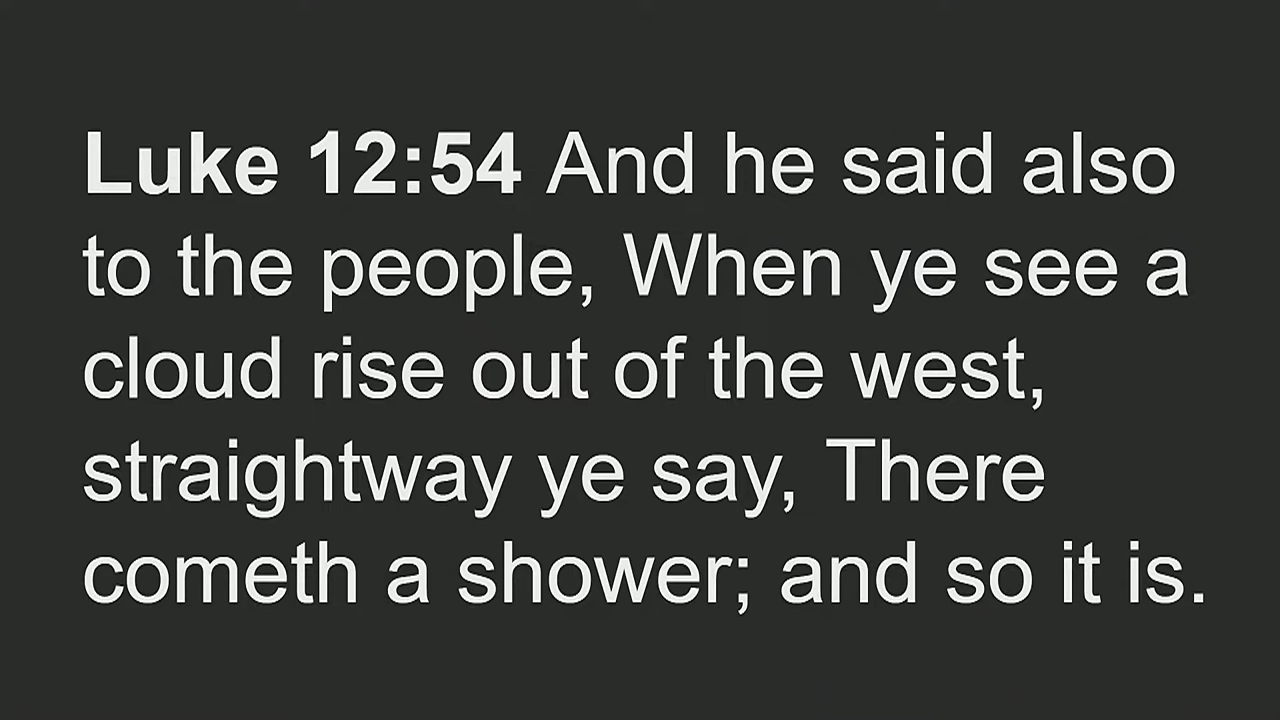 Luke 12:54 And he said also
to the people, When ye see a
cloud rise out of the west,
straightway ye say, There
cometh a shower; and so it is.